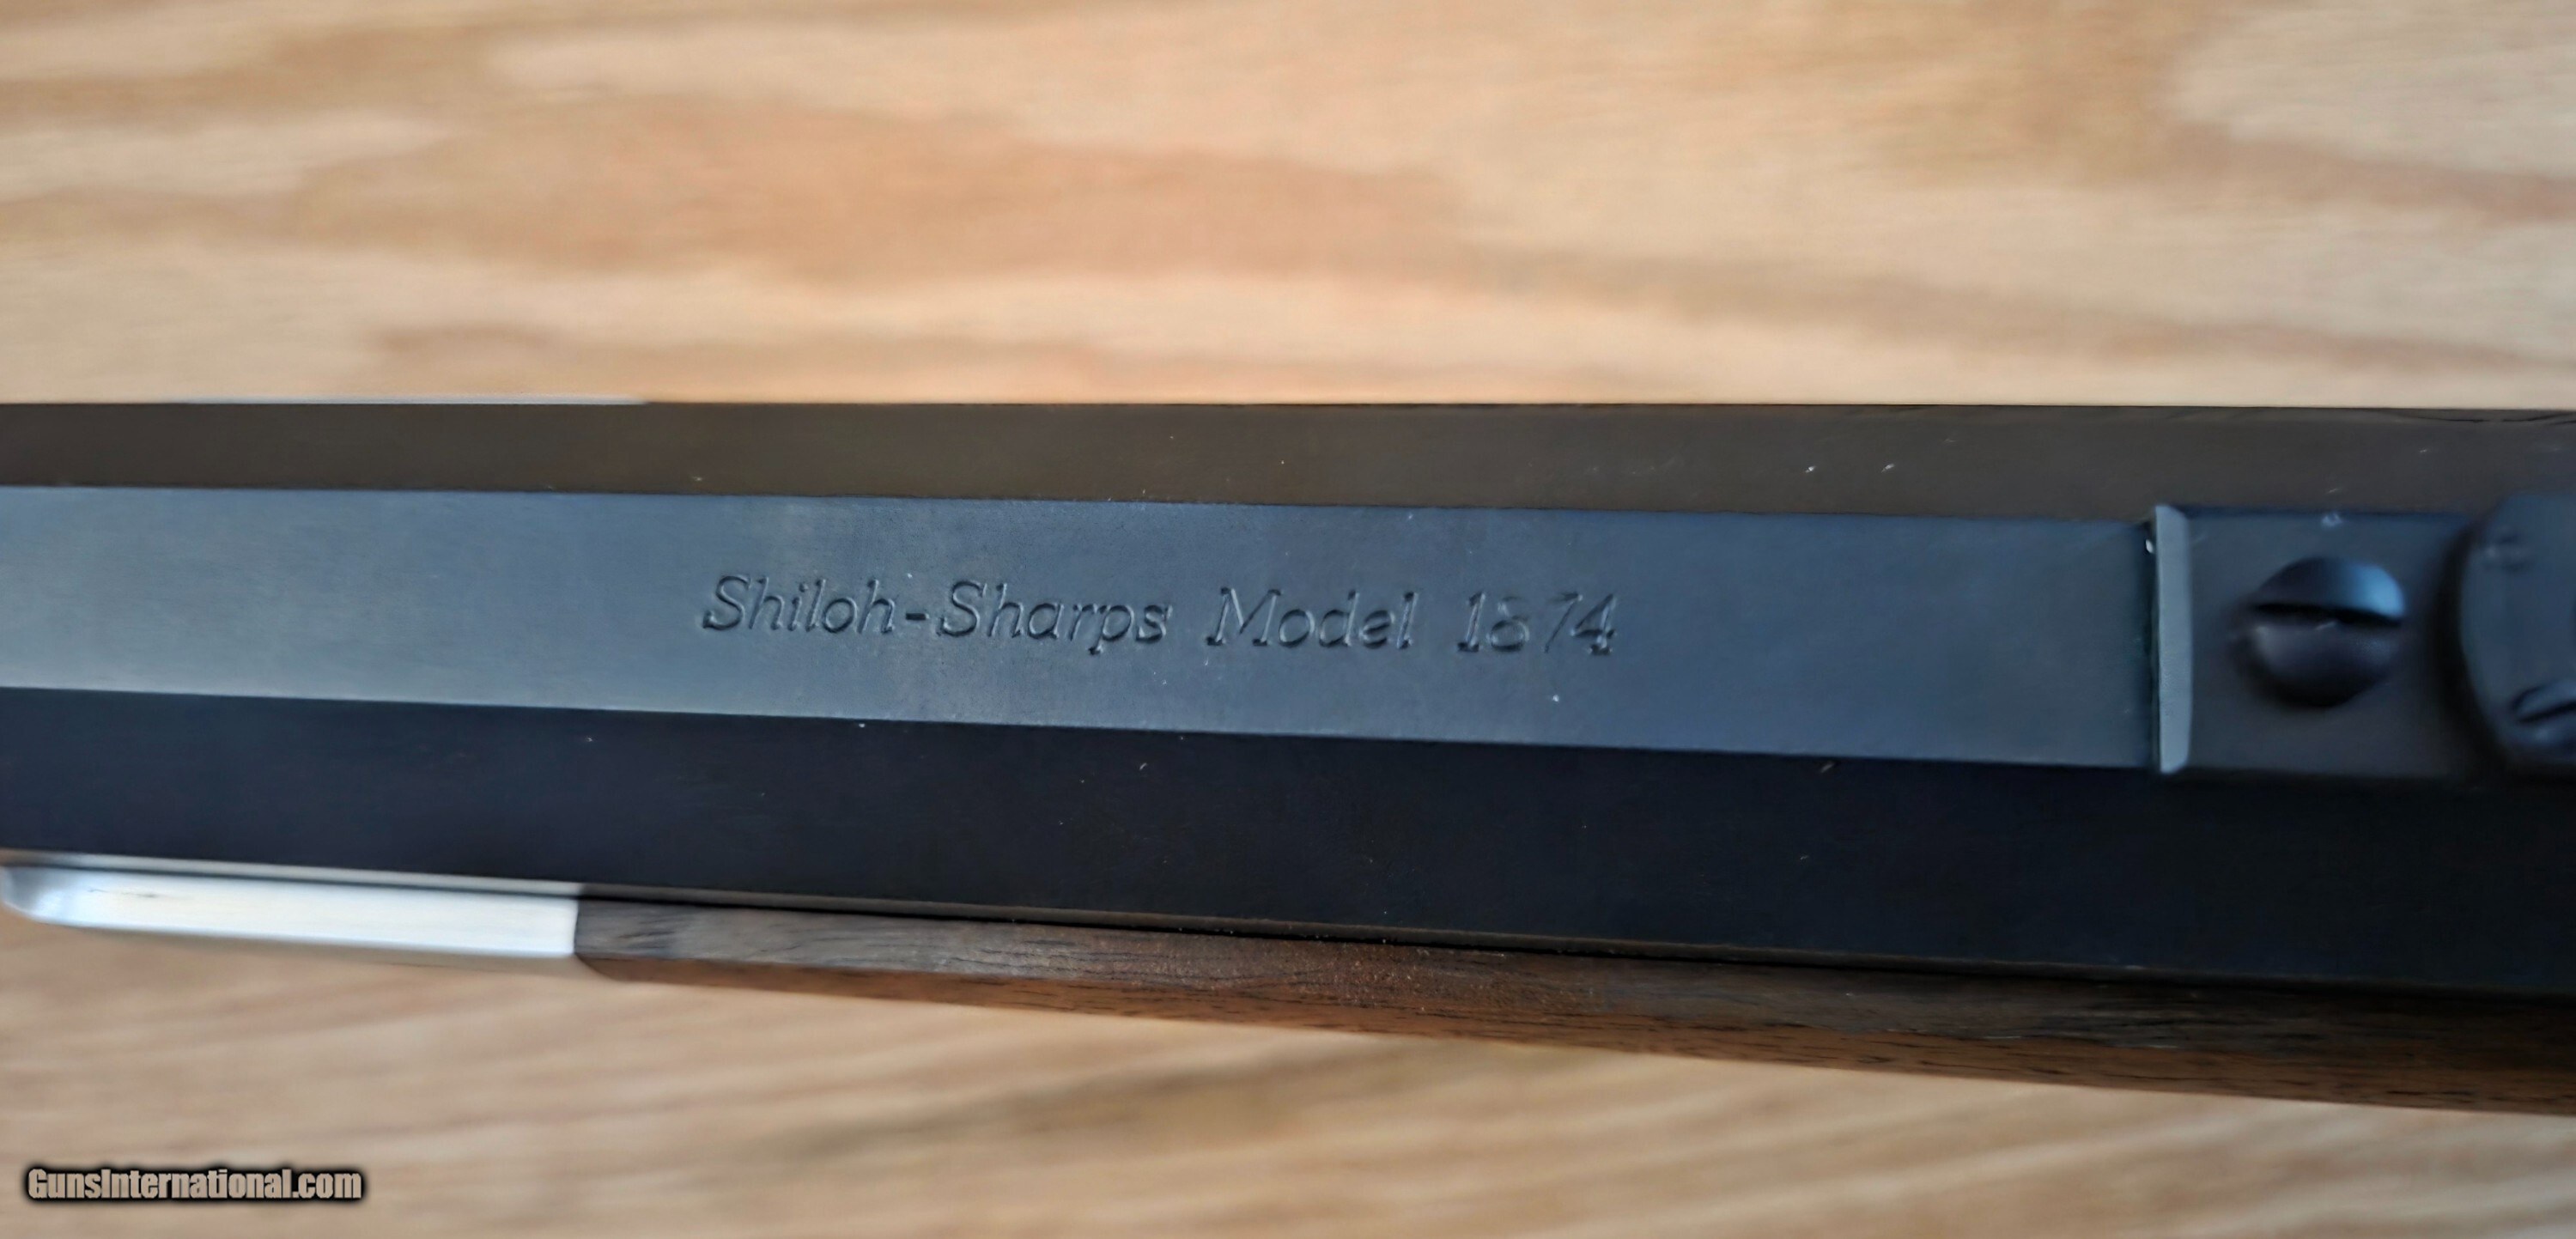 Shiloh-Sharps Model 1874
GunsInternational.com